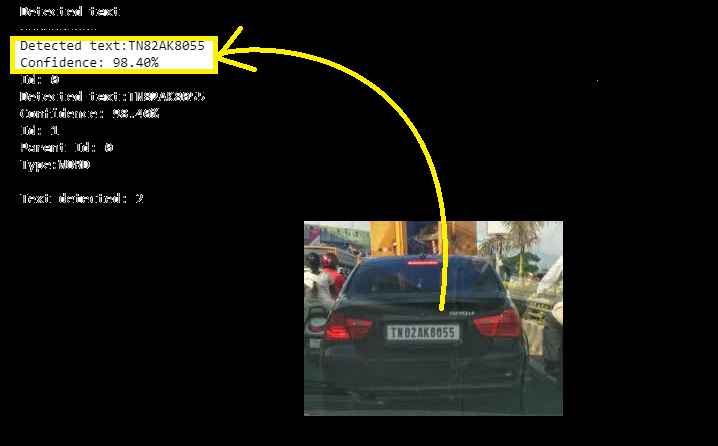 Detected text
--------------------
Detected text:TN82AK8055
Confidence: 98.40%
Id: 0
Detected text:TN82AK8055
Confidence: 98.40%
Id: 1
Parent Id: 0
Type:WORD
Text detected: 2
TN82AK8055